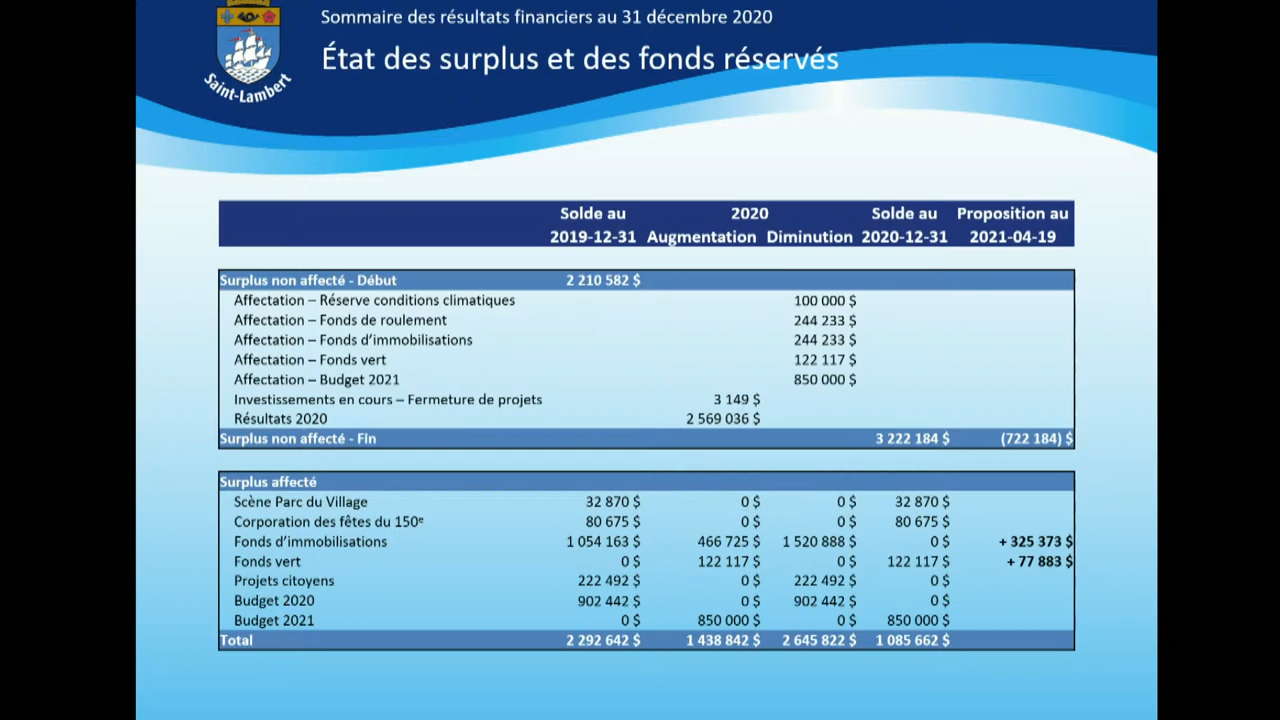 Sommaire des résultats financiers au 31 décembre 2020
État des surplus et des fonds réservés
Saint-Lambert
Solde au 2020 Solde au Proposition au
2019-12-31 Augmentation Diminution 2020-12-31 2021-04-19
Surplus non affecté - Début 2 210 582 $
Affectation – Réserve conditions climatiques 100 000 $
Affectation – Fonds de roulement 244 233 $
Affectation – Fonds d'immobilisations 244 233 $
Affectation – Fonds vert 122 117 $
Affectation – Budget 2021 850 000 $
Investissements en cours – Fermeture de projets 3 149 $
Résultats 2020 2 569 036 $
Surplus non affecté - Fin 3 222 184 $ (722 184) $
Surplus affecté
Scène Parc du Village 32 870 $ 0 $ 0 $ 32 870 $
Corporation des fêtes du 150e 80 675 $ 0 $ 0 $ 80 675 $
Fonds d'immobilisations 1 054 163 $ 466 725 $ 1 520 888 $ 0 $ + 325 373 $
Fonds vert 0 $ 122 117 $ 0 $ 122 117 $ + 77 883 $
Projets citoyens 222 492 $ 0 $ 222 492 $ 0 $
Budget 2020 902 442 $ 0 $ 902 442 $ 0 $
Budget 2021 0 $ 850 000 $ 0 $ 850 000 $
Total 2 292 642 $ 1 438 842 $ 2 645 822 $ 1 085 662 $